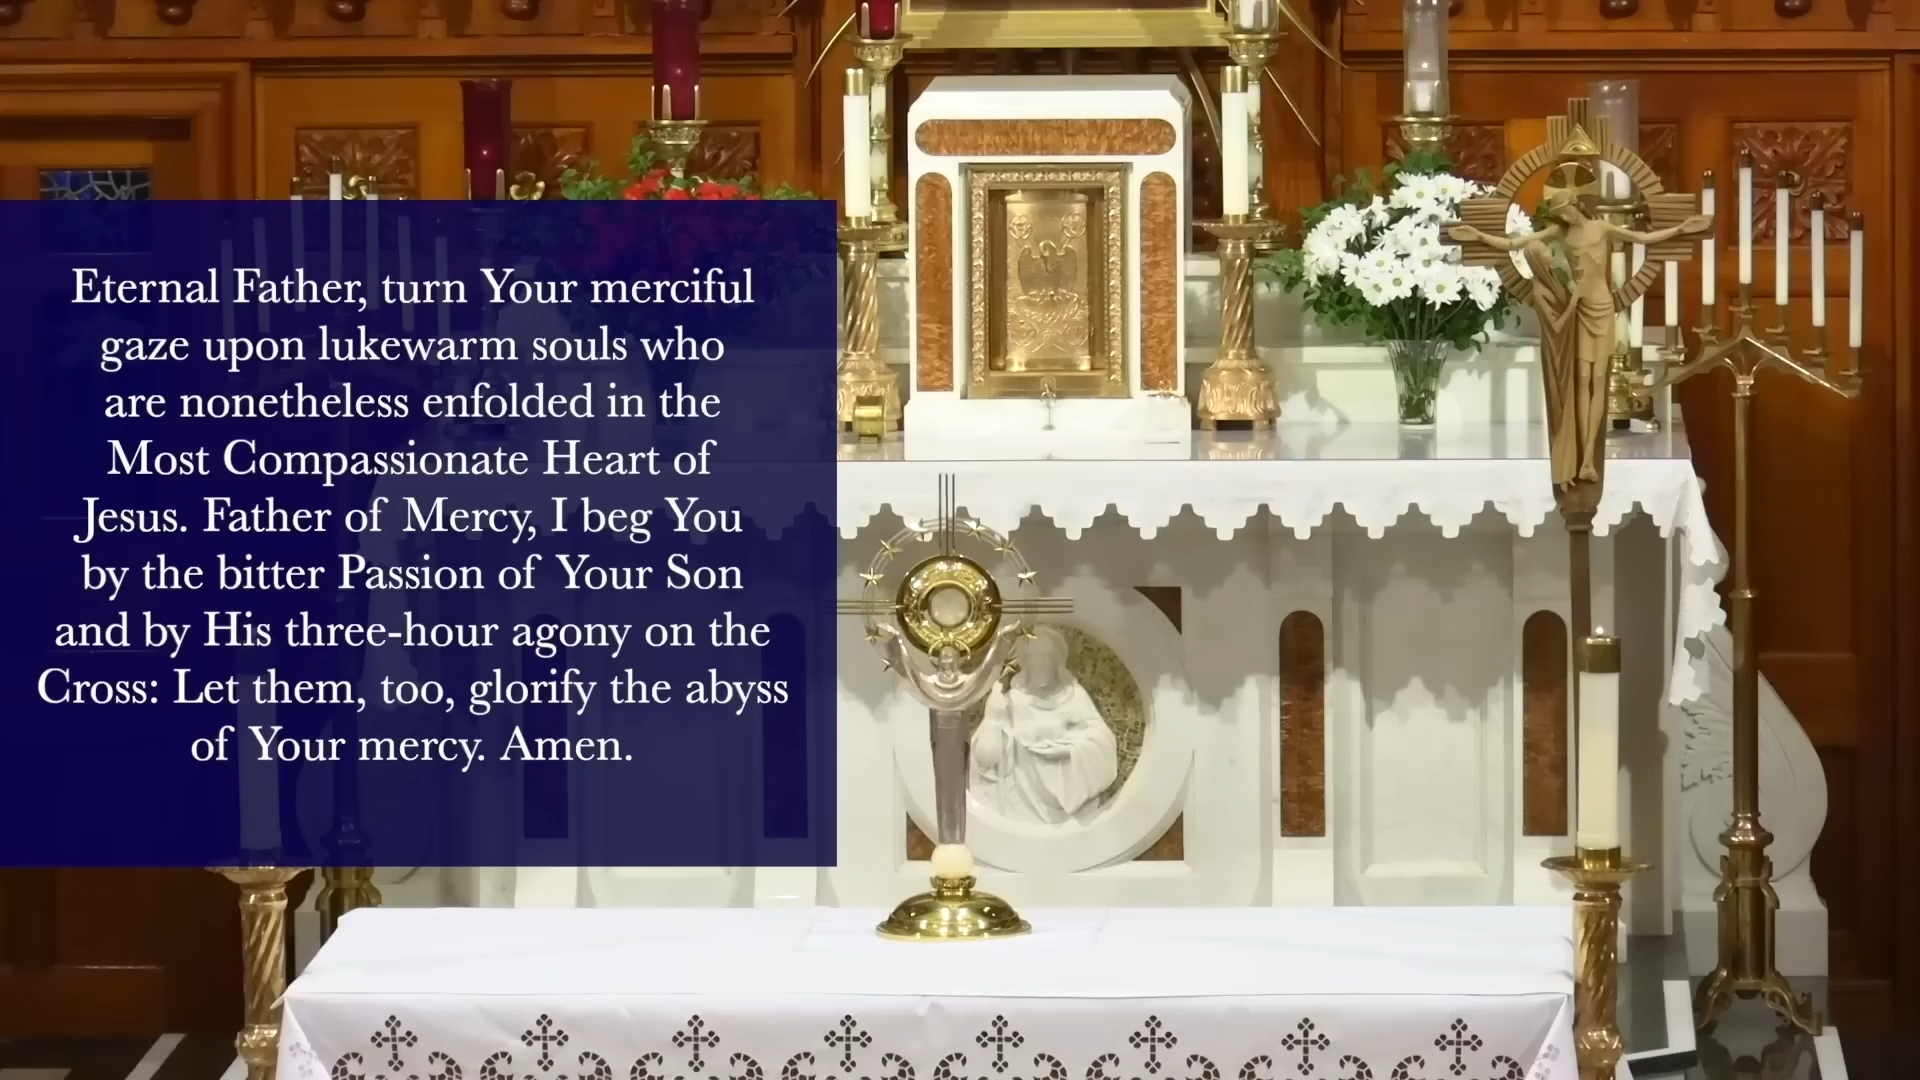 Eternal Father, turn Your merciful
gaze upon lukewarm souls who
are nonetheless enfolded in the
Most Compassionate Heart of
Jesus. Father of Mercy, I beg You
by the bitter Passion of Your Son
and by His three-hour agony on the
Cross: Let them, too, glorify the abyss
of Your mercy. Amen.